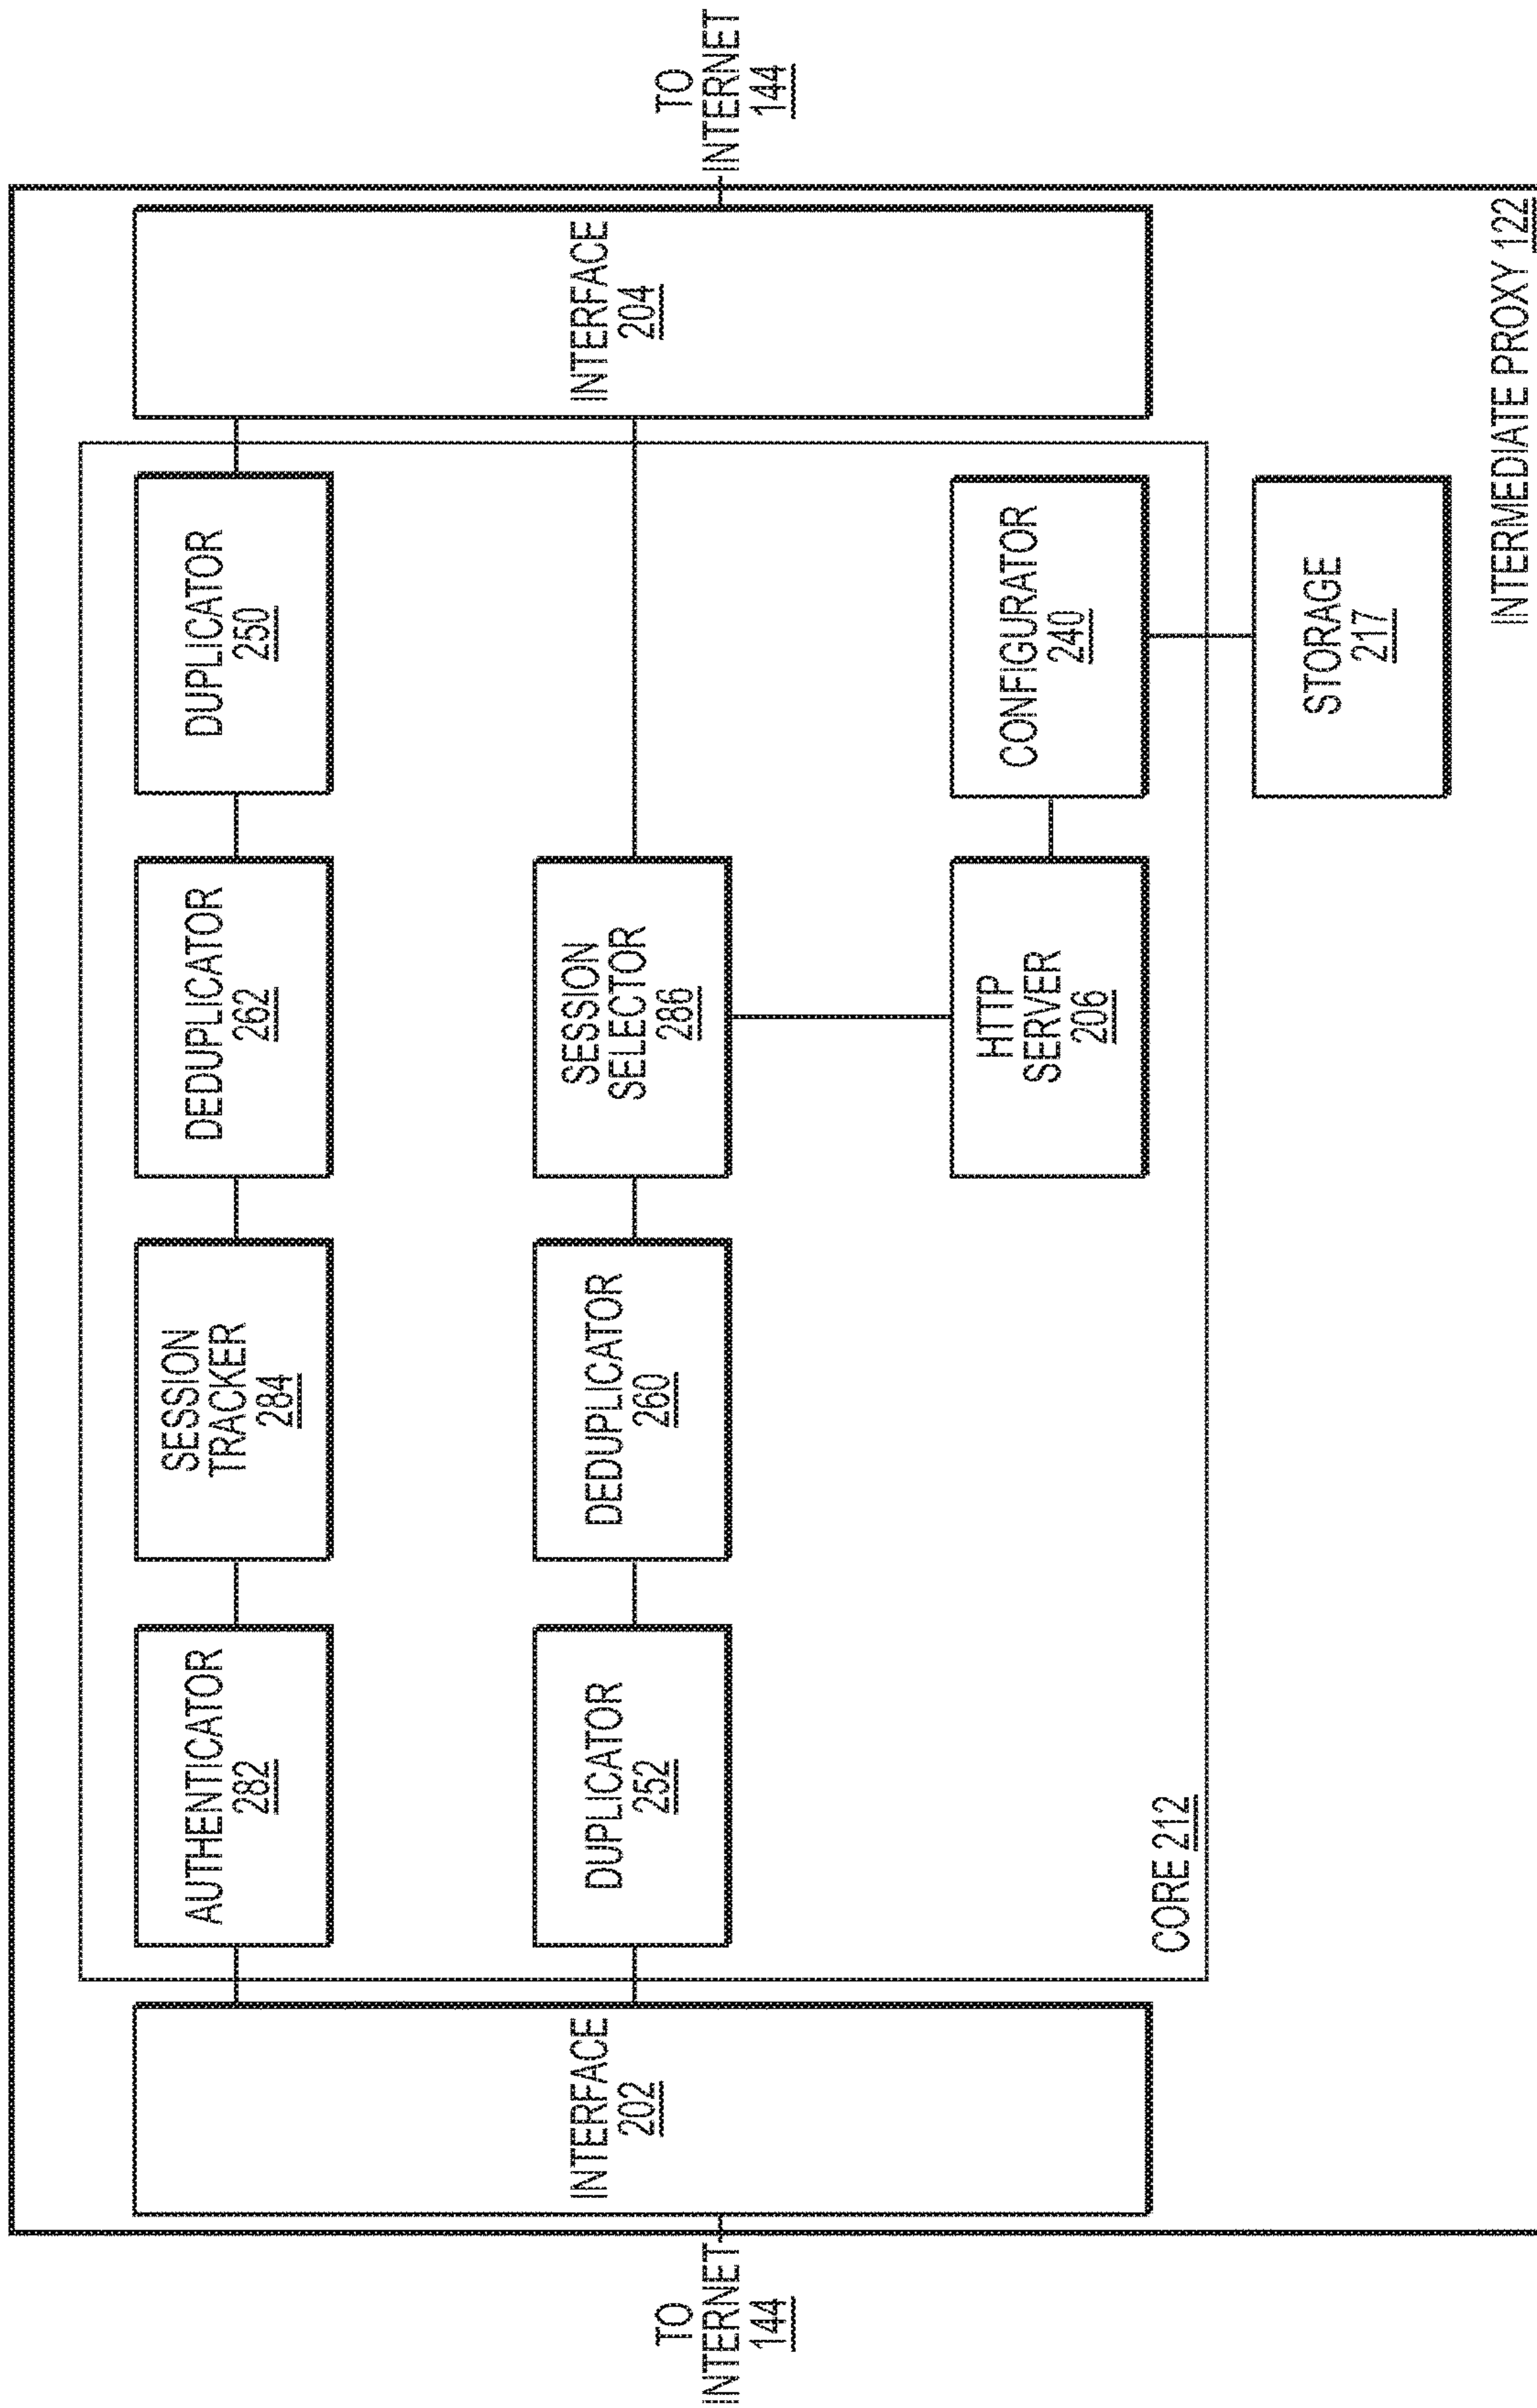 TO
INTERNET
144
INTERFACE
202
AUTHENTICATOR
282
SESSION
TRACKER
284
DEDUPLICATOR
262
DUPLICATOR
250
DUPLICATOR
252
DEDUPLICATOR
260
SESSION
SELECTOR
286
HTTP
SERVER
206
CONFIGURATOR
240
CORE 212
STORAGE
217
INTERFACE
204
TO
INTERNET
144
INTERMEDIATE PROXY 122